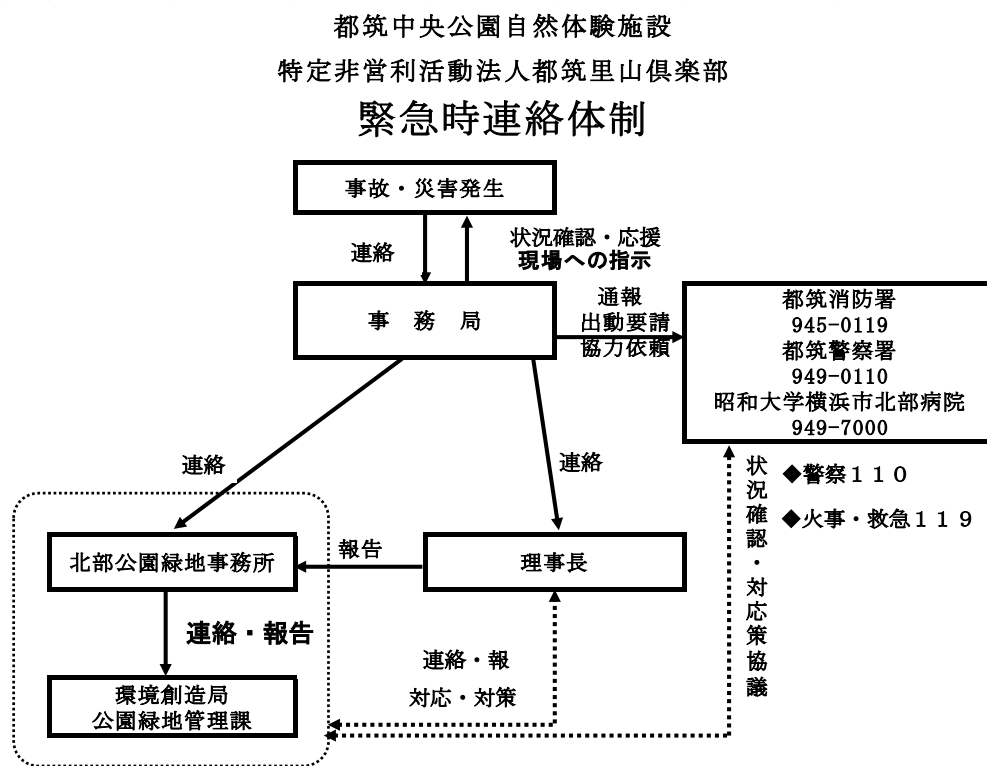 都筑中央公園自然体験施設
特定非営利活動法人都筑里山倶楽部
緊急時連絡体制
事故・災害発生
連絡
状況確認・応援
現場への指示
事 務 局
通報
出動要請
協力依頼
都筑消防署
945-0119
都筑警察署
949-0110
昭和大学横浜市北部病院
949-7000
連絡
連絡
状況確認・対応策協議
◆警察１１０
◆火事・救急１１９
北部公園緑地事務所
報告
理事長
連絡・報告
連絡・報
対応・対策
環境創造局
公園緑地管理課